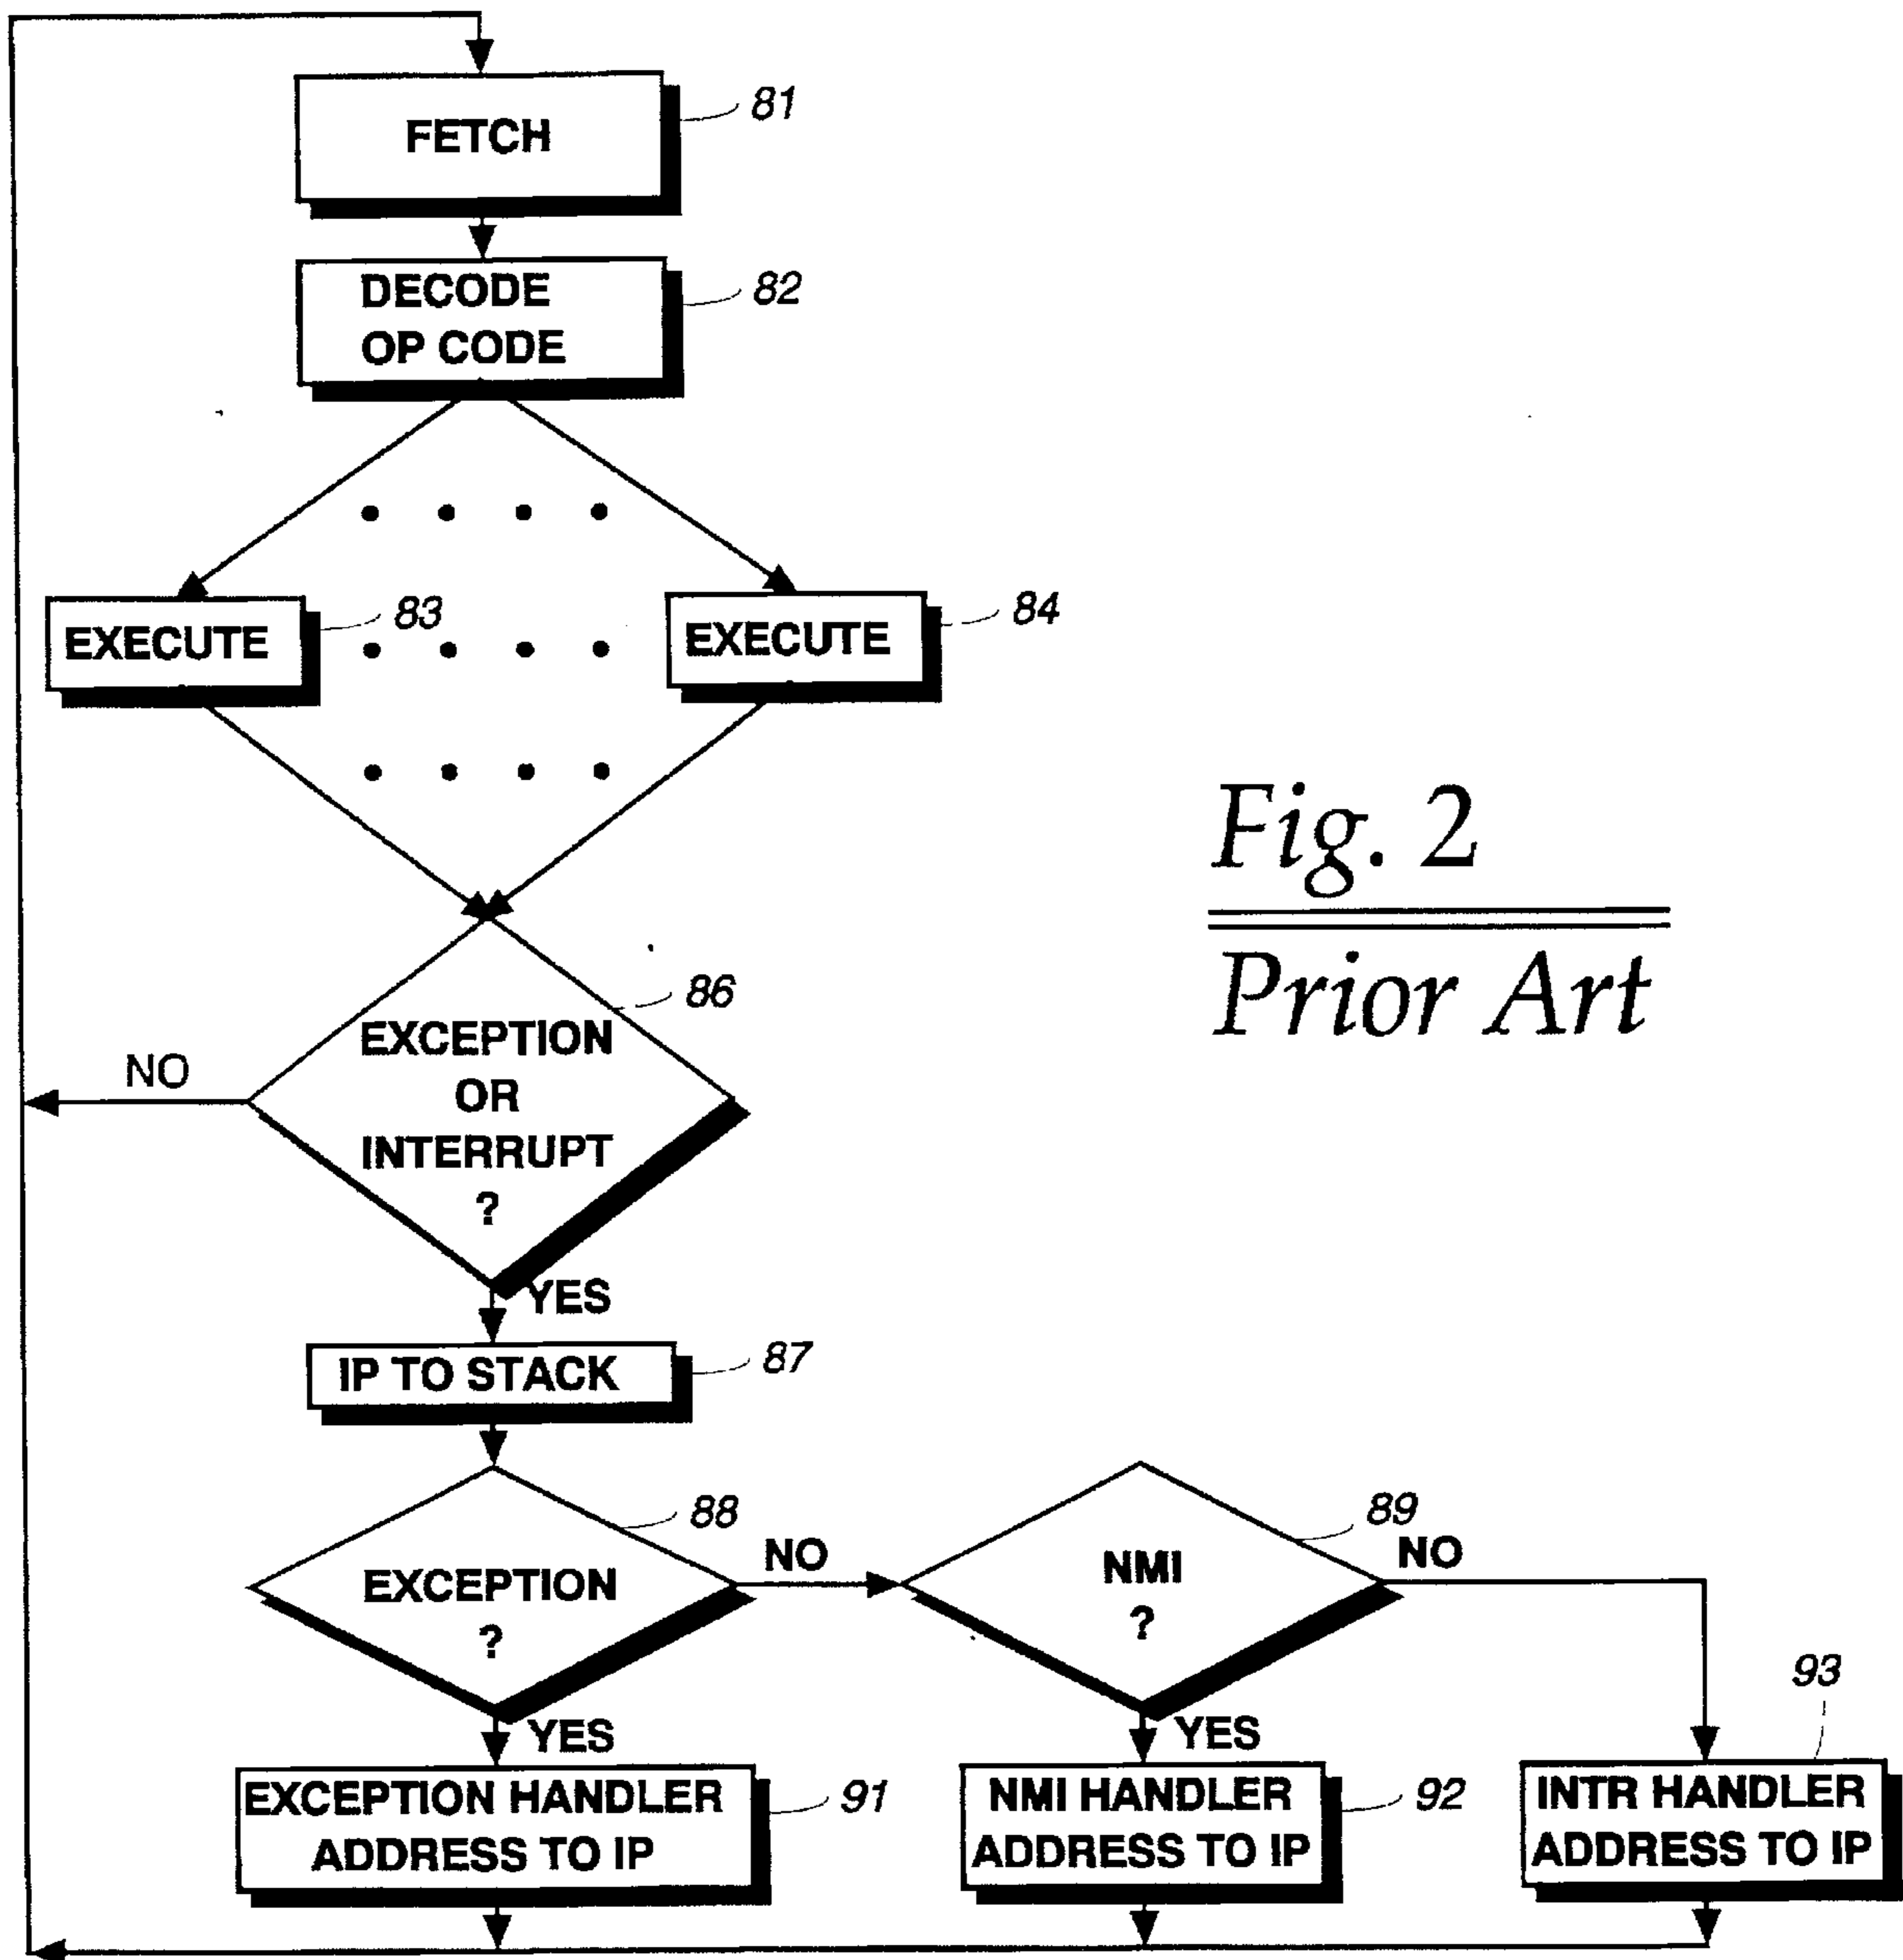 FETCH
81
DECODE
OP CODE
82
EXECUTE
83
EXECUTE
84
Fig. 2
Prior Art
86
EXCEPTION
OR
INTERRUPT
?
NO
YES
IP TO STACK
87
88
EXCEPTION
?
NO
89
NMI
?
NO
YES
YES
93
EXCEPTION HANDLER
ADDRESS TO IP
91
NMI HANDLER
ADDRESS TO IP
92
INTR HANDLER
ADDRESS TO IP